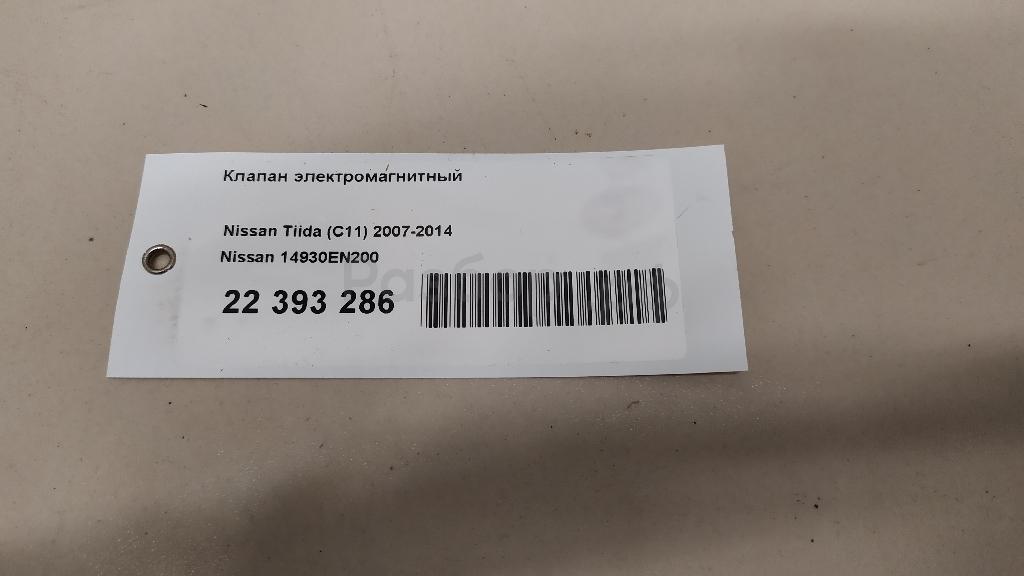 Клапан электромагнитный
Nissan Tiida (C11) 2007-2014
Nissan 14930EN200
22 393 286